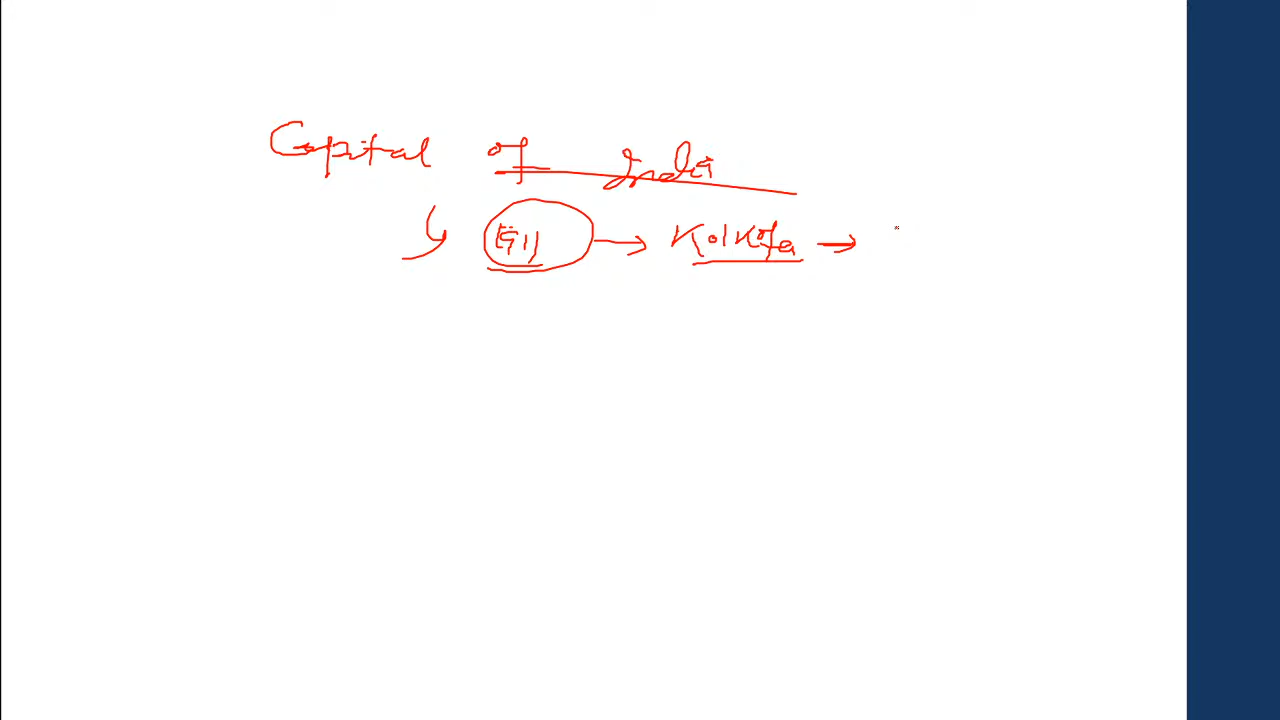 Capital of India
→ Kolkata →